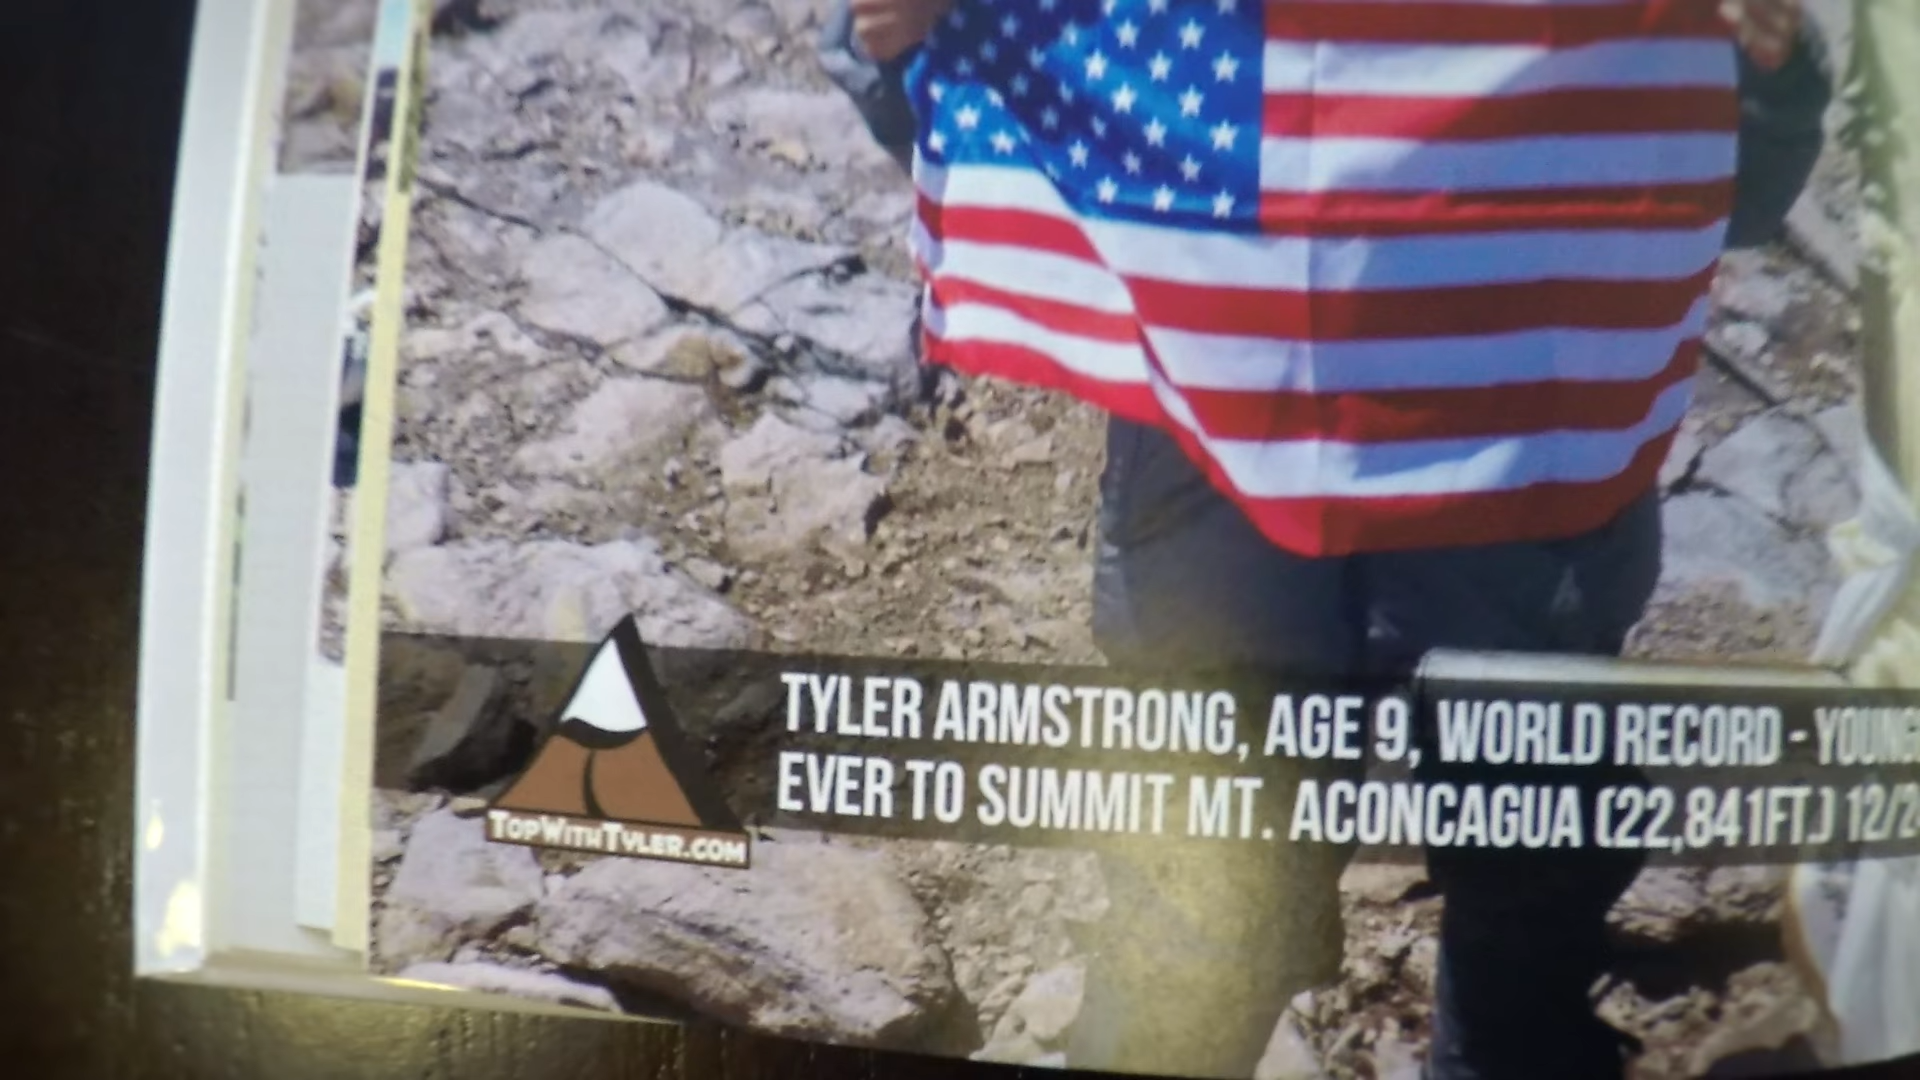 TYLER ARMSTRONG, AGE 9, WORLD RECORD -
EVER TO SUMMIT MT. ACONCAGUA (22,841FT.)
TOPWITHTYLER.COM